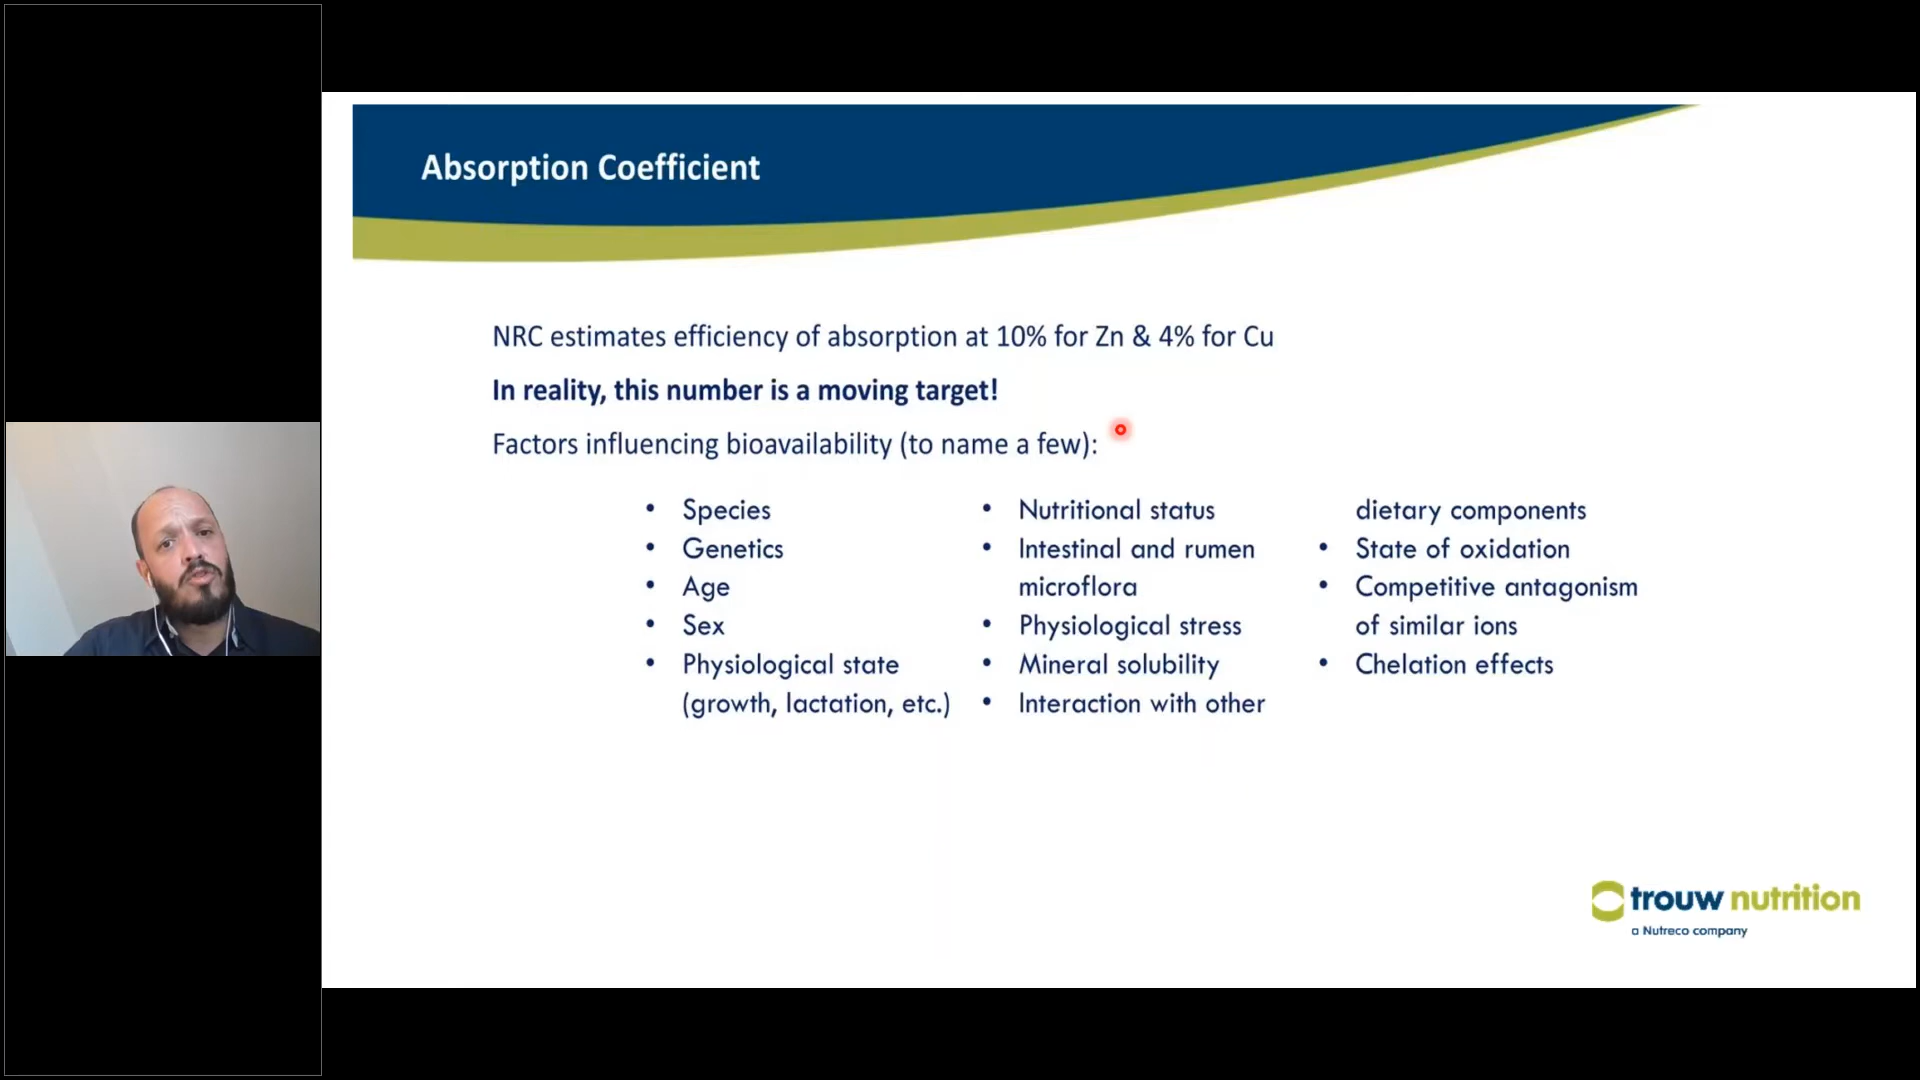 Absorption Coefficient
NRC estimates efficiency of absorption at 10% for Zn & 4% for Cu
In reality, this number is a moving target!
Factors influencing bioavailability (to name a few):
• Species
• Genetics
• Age
• Sex
• Physiological state
(growth, lactation, etc.)
• Nutritional status
• Intestinal and rumen
microflora
• Physiological stress
• Mineral solubility
• Interaction with other
dietary components
• State of oxidation
• Competitive antagonism
of similar ions
• Chelation effects
trouw nutrition
a Nutreco company